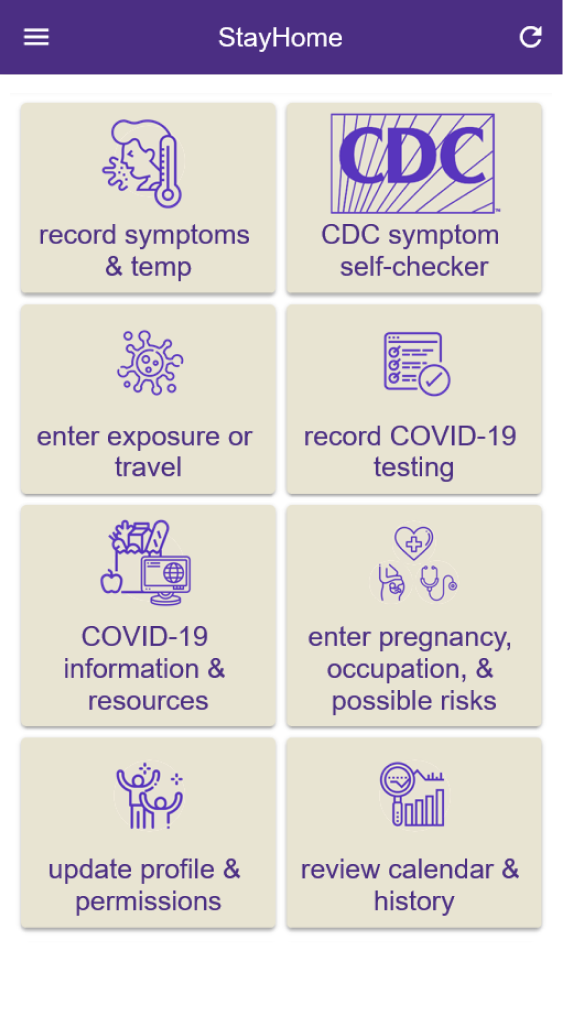 StayHome
CDC
TM
record symptoms
& temp
CDC symptom
self-checker
enter exposure or
travel
record COVID-19
testing
COVID-19
information &
resources
enter pregnancy,
occupation, &
possible risks
update profile &
permissions
review calendar &
history